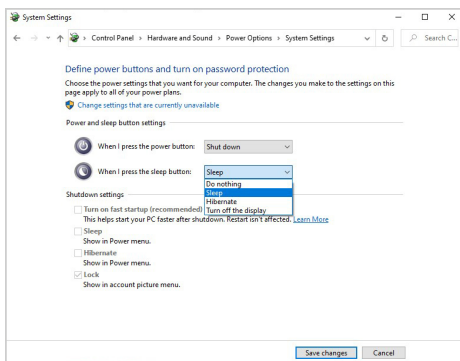 System Settings
Control Panel > Hardware and Sound > Power Options > System Settings
Search C...
Define power buttons and turn on password protection
Choose the power settings that you want for your computer. The changes you make to the settings on this
page apply to all of your power plans.
Change settings that are currently unavailable
Power and sleep button settings
When I press the power button: Shut down
When I press the sleep button: Sleep
Do nothing
Sleep
Hibernate
Turn off the display
Shutdown settings
Turn on fast startup (recommended)
This helps start your PC faster after shutdown. Restart isn't affected. Learn More
Sleep
Show in Power menu.
Hibernate
Show in Power menu.
Lock
Show in account picture menu.
Save changes Cancel